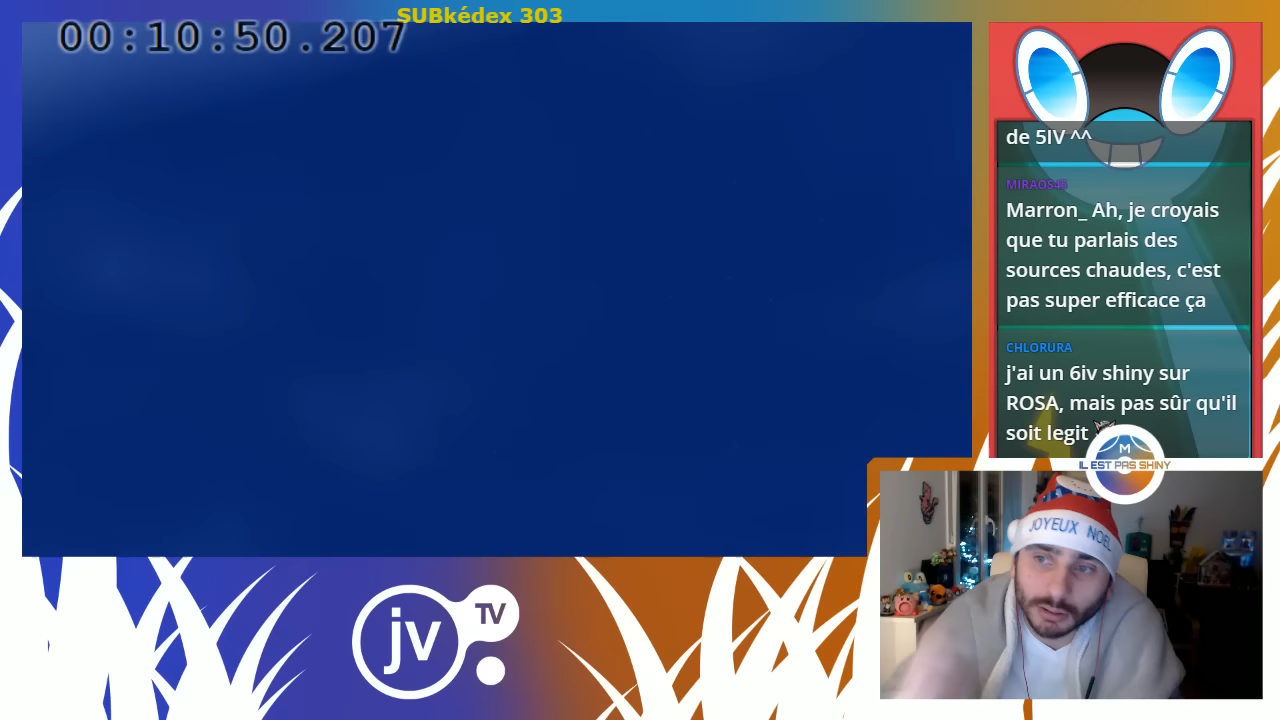 SUBkédex 303
00:10:50.207
de 5IV ^^
MIRAOS45
Marron_ Ah, je croyais
que tu parlais des
sources chaudes, c'est
pas super efficace ça
CHLORURA
j'ai un 6iv shiny sur
ROSA, mais pas sûr qu'il
soit legit
M
IL EST PAS SHINY
JOYEUX NOEL
jv
TV